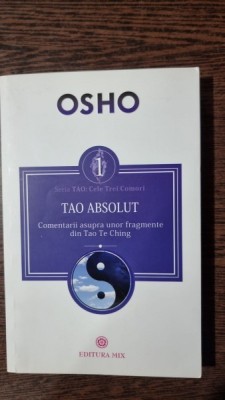 OSHO
1
Seria TAO: Cele Trei Comori
TAO ABSOLUT
Comentarii asupra unor fragmente
din Tao Te Ching
EDITURA MIX